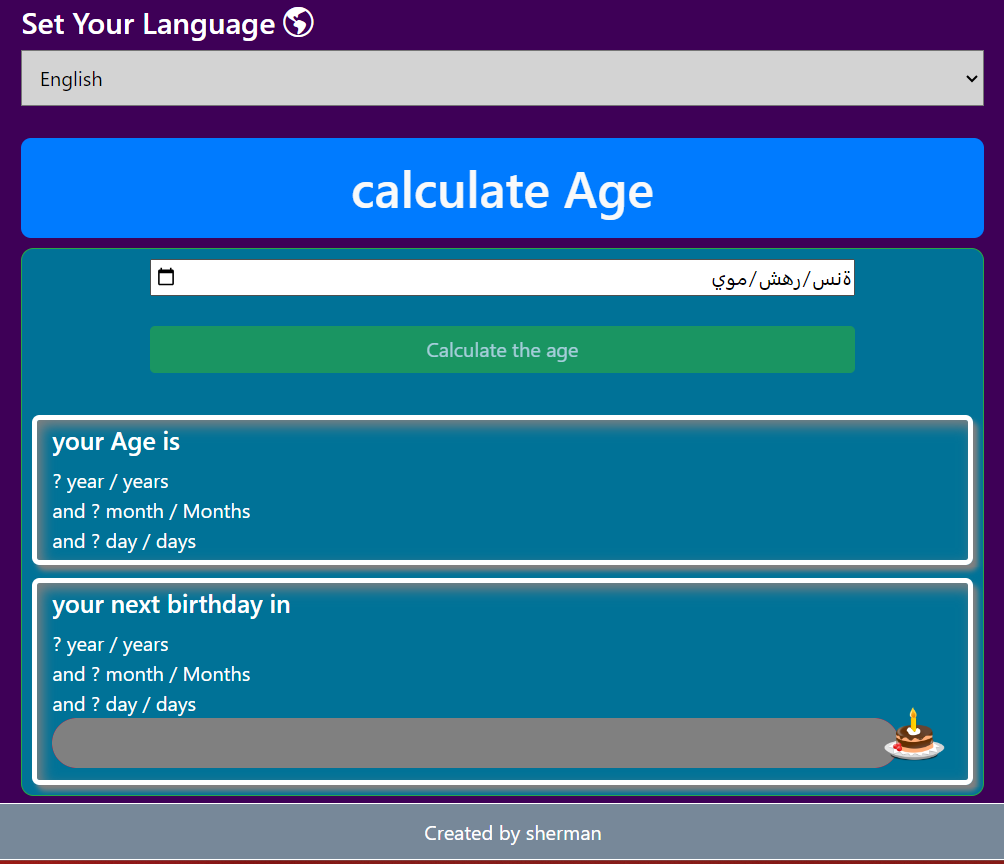 Set Your Language
English
calculate Age
ةنس/رهش/موي
Calculate the age
your Age is
? year / years
and ? month / Months
and ? day / days
your next birthday in
? year / years
and ? month / Months
and ? day / days
Created by sherman